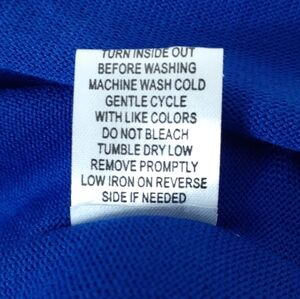 TURN INSIDE OUT
BEFORE WASHING
MACHINE WASH COLD
GENTLE CYCLE
WITH LIKE COLORS
DO NOT BLEACH
TUMBLE DRY LOW
REMOVE PROMPTLY
LOW IRON ON REVERSE
SIDE IF NEEDED